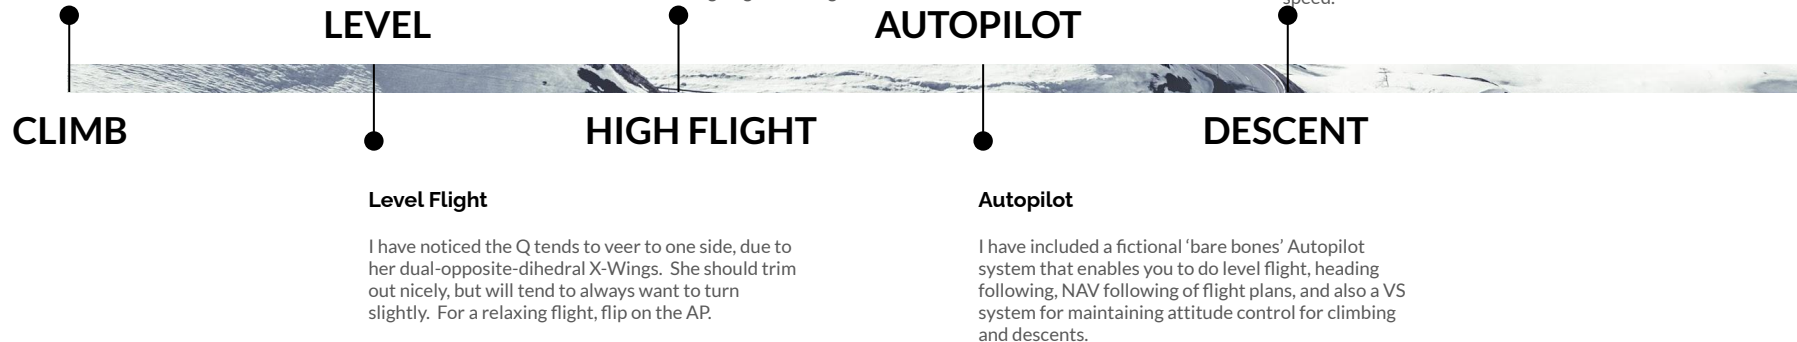 speed.
LEVEL
AUTOPILOT
CLIMB
HIGH FLIGHT
DESCENT
Level Flight
I have noticed the Q tends to veer to one side, due to
her dual-opposite-dihedral X-Wings.  She should trim
out nicely, but will tend to always want to turn
slightly.  For a relaxing flight, flip on the AP.
Autopilot
I have included a fictional ‘bare bones’ Autopilot
system that enables you to do level flight, heading
following, NAV following of flight plans, and also a VS
system for maintaining attitude control for climbing
and descents.